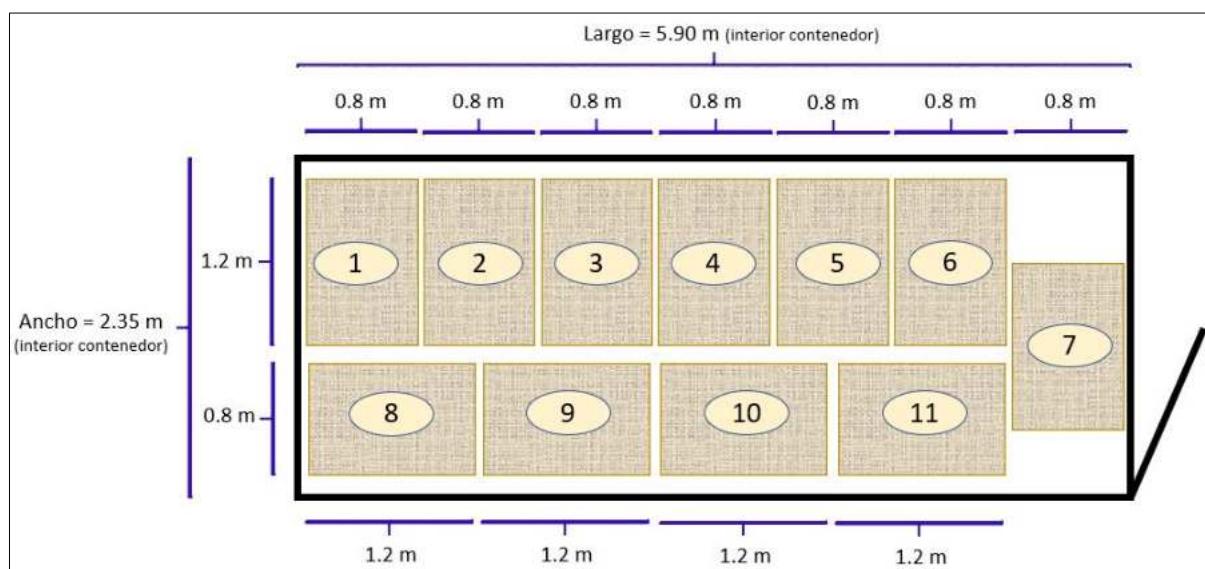 Largo = 5.90 m (interior contenedor)
0.8 m 0.8 m 0.8 m 0.8 m 0.8 m 0.8 m 0.8 m
1.2 m
1 2 3 4 5 6
7
Ancho = 2.35 m
(interior contenedor)
0.8 m
8 9 10 11
1.2 m 1.2 m 1.2 m 1.2 m